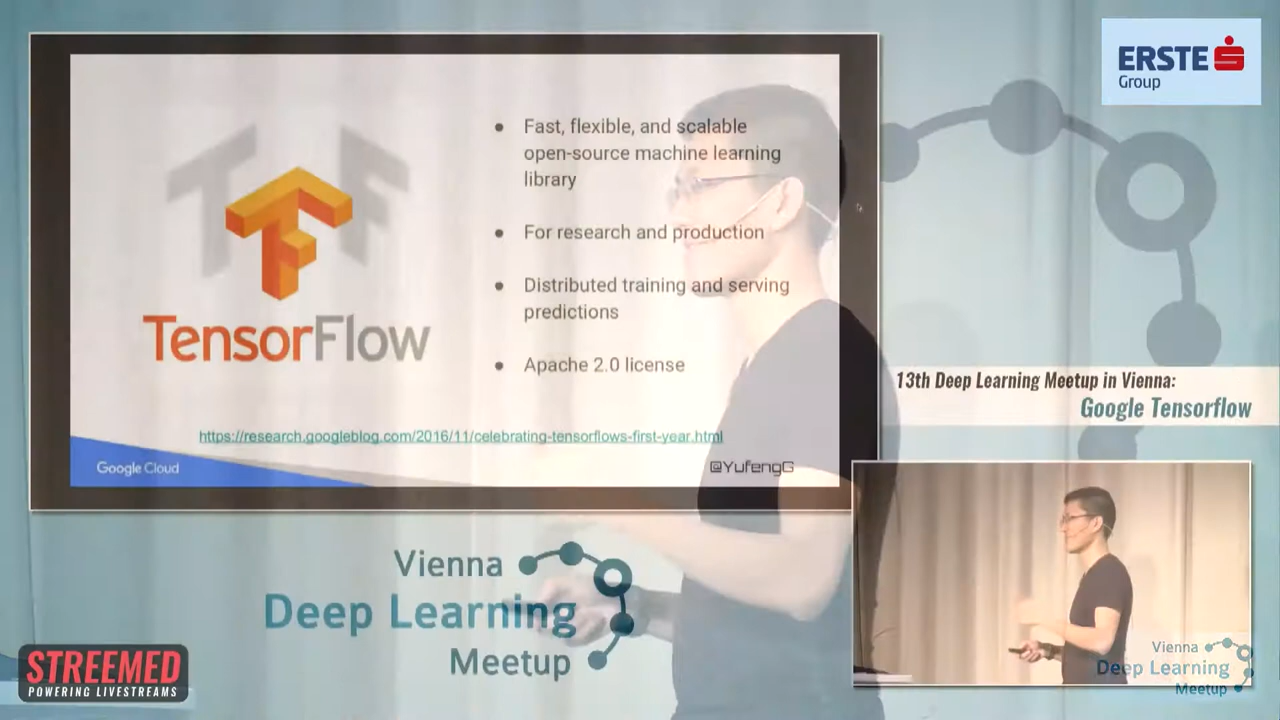 ERSTE
Group
TF
TensorFlow
● Fast, flexible, and scalable
open-source machine learning
library
● For research and production
● Distributed training and serving
predictions
● Apache 2.0 license
https://research.googleblog.com/2016/11/celebrating-tensorflows-first-year.html
Google Cloud
@YufengG
13th Deep Learning Meetup in Vienna:
Google Tensorflow
Vienna
Deep Learning
Meetup
STREEMED
POWERING LIVESTREAMS
Vienna
Deep Learning
Meetup